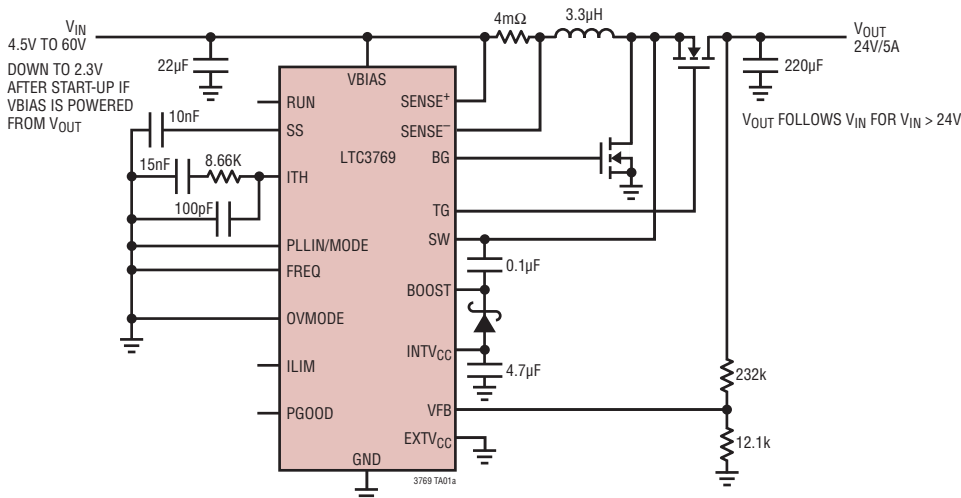 VIN
4.5V TO 60V
DOWN TO 2.3V
AFTER START-UP IF
VBIAS IS POWERED
FROM VOUT
22µF
4mΩ
3.3µH
VOUT
24V/5A
220µF
VOUT FOLLOWS VIN FOR VIN > 24V
VBIAS
RUN
SENSE+
10nF
SS
SENSE–
LTC3769
BG
15nF
8.66K
ITH
100pF
TG
SW
PLLIN/MODE
0.1µF
FREQ
BOOST
OVMODE
INTVCC
ILIM
4.7µF
232k
PGOOD
VFB
EXTVCC
12.1k
GND
3769 TA01a